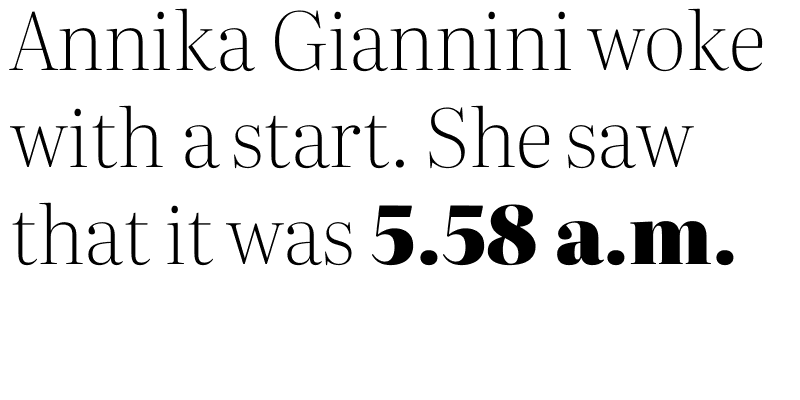 Annika Giannini woke
with a start. She saw
that it was 5.58 a.m.